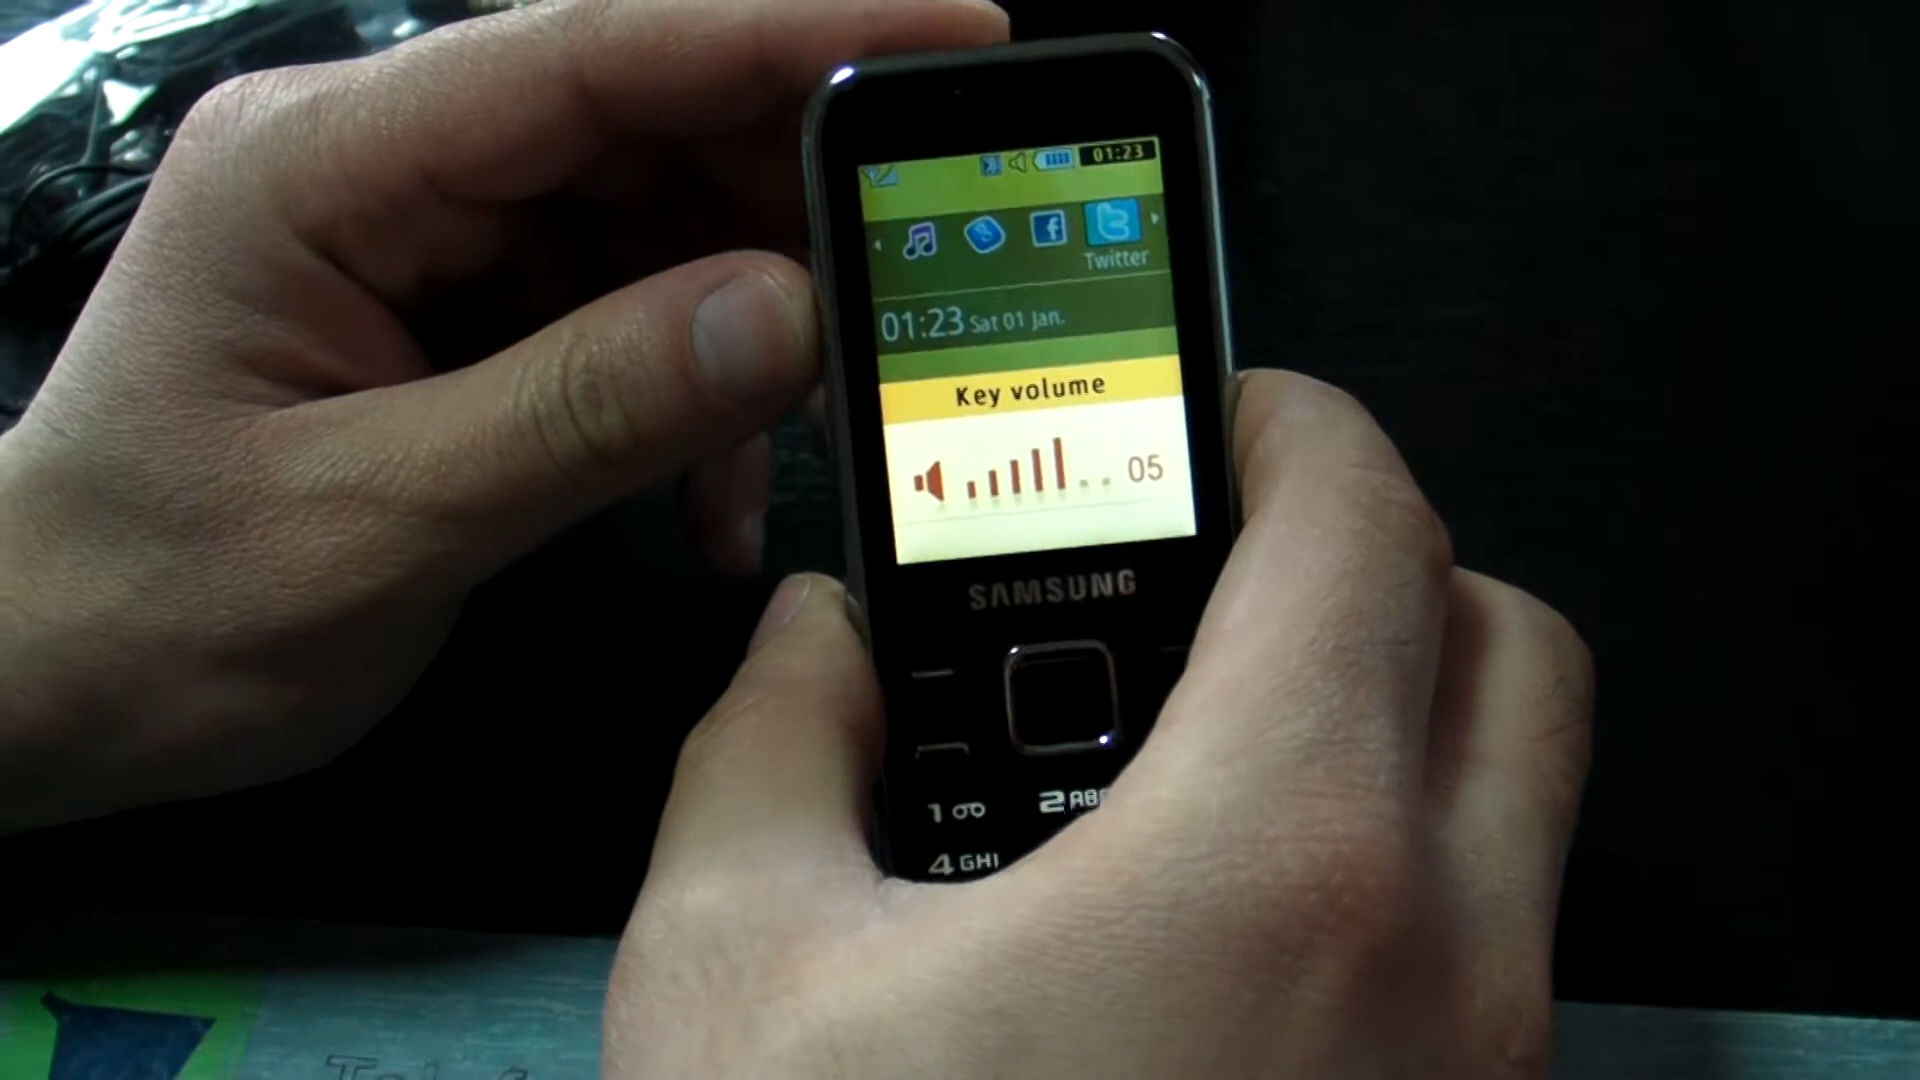 01:23
Twitter
01:23 Sat 01 Jan.
Key volume
05
SAMSUNG
1
2
4 GHI